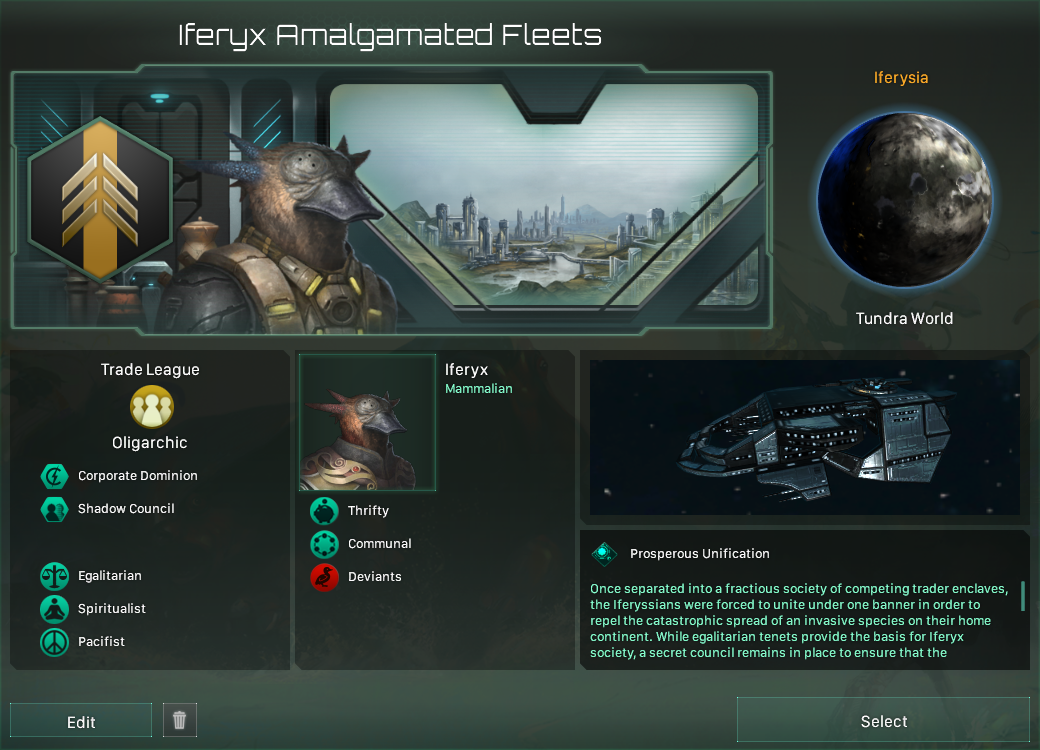 Iferyx Amalgamated Fleets
Iferysia
Tundra World
Trade League
Oligarchic
Corporate Dominion
Shadow Council
Egalitarian
Spiritualist
Pacifist
Iferyx
Mammalian
Thrifty
Communal
Deviants
Prosperous Unification
Once separated into a fractious society of competing trader enclaves,
the Iferyssians were forced to unite under one banner in order to
repel the catastrophic spread of an invasive species on their home
continent. While egalitarian tenets provide the basis for Iferyx
society, a secret council remains in place to ensure that the
Edit
Select